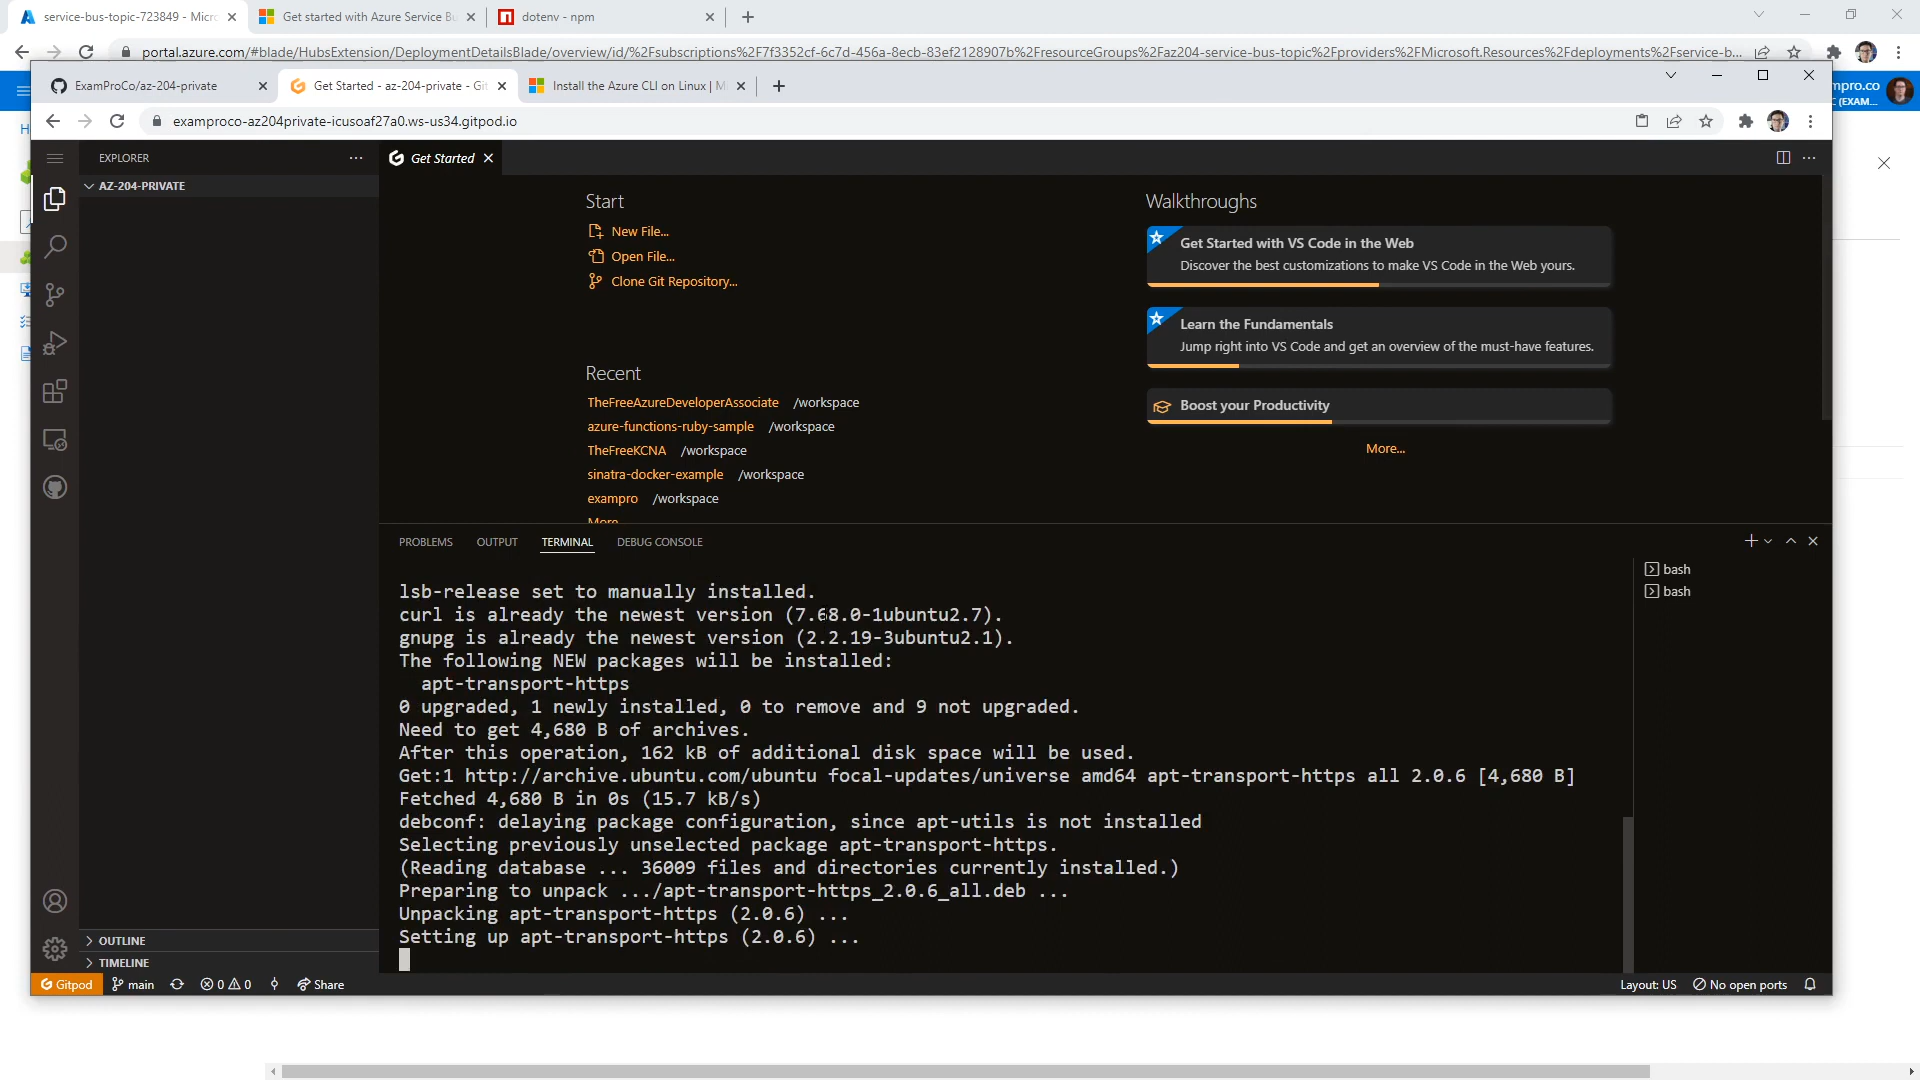 service-bus-topic-723849 - Micr
Get started with Azure Service Bu
dotenv - npm
portal.azure.com/#blade/HubsExtension/DeploymentDetailsBlade/overview/id/%2Fsubscriptions%2F7f3352cf-6c7d-456a-8ecb-83ef2128907b%2FresourceGroups%2Faz204-service-bus-topic%2Fproviders%2FMicrosoft.Resources%2Fdeployments%2Fservice-b...
ExamProCo/az-204-private
Get Started - az-204-private - Git
Install the Azure CLI on Linux | M
mpro.co
C (EXAM...
examproco-az204private-icusoaf27a0.ws-us34.gitpod.io
H
EXPLORER
Get Started
AZ-204-PRIVATE
Start
New File...
Open File...
Clone Git Repository...
Recent
TheFreeAzureDeveloperAssociate /workspace
azure-functions-ruby-sample /workspace
TheFreeKCNA /workspace
sinatra-docker-example /workspace
exampro /workspace
More...
Walkthroughs
Get Started with VS Code in the Web
Discover the best customizations to make VS Code in the Web yours.
Learn the Fundamentals
Jump right into VS Code and get an overview of the must-have features.
Boost your Productivity
More...
PROBLEMS
OUTPUT
TERMINAL
DEBUG CONSOLE
bash
bash
lsb-release set to manually installed.
curl is already the newest version (7.68.0-1ubuntu2.7).
gnupg is already the newest version (2.2.19-3ubuntu2.1).
The following NEW packages will be installed:
apt-transport-https
0 upgraded, 1 newly installed, 0 to remove and 9 not upgraded.
Need to get 4,680 B of archives.
After this operation, 162 kB of additional disk space will be used.
Get:1 http://archive.ubuntu.com/ubuntu focal-updates/universe amd64 apt-transport-https all 2.0.6 [4,680 B]
Fetched 4,680 B in 0s (15.7 kB/s)
debconf: delaying package configuration, since apt-utils is not installed
Selecting previously unselected package apt-transport-https.
(Reading database ... 36009 files and directories currently installed.)
Preparing to unpack .../apt-transport-https_2.0.6_all.deb ...
Unpacking apt-transport-https (2.0.6) ...
Setting up apt-transport-https (2.0.6) ...
OUTLINE
TIMELINE
Gitpod
main
0
0
Share
Layout: US
No open ports